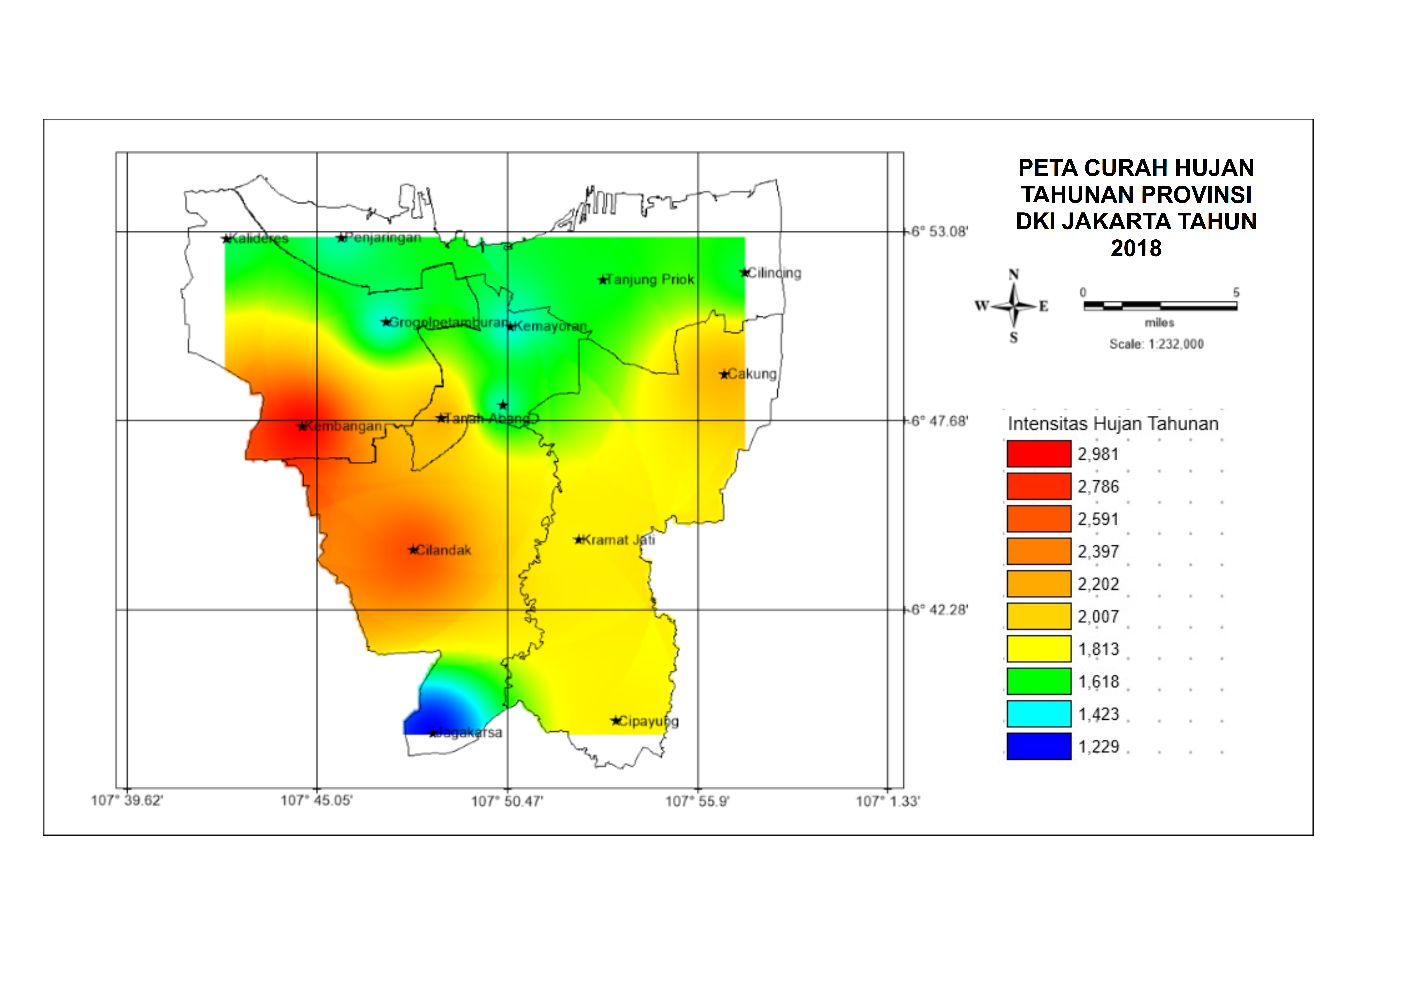 PETA CURAH HUJAN
TAHUNAN PROVINSI
DKI JAKARTA TAHUN
2018
N
W E
S
0 5
miles
Scale: 1:232,000
Kalideres
Penjaringan
-6° 53.08'
Tanjung Priok
Cilincing
Grogolpetamburan
Kemayoran
Cakung
Tanah Abang
-6° 47.68'
Kembangan
Kramat Jati
Cilandak
-6° 42.28'
Cipayung
Jagakarsa
107° 39.62' 107° 45.05' 107° 50.47' 107° 55.9' 107° 1.33'
Intensitas Hujan Tahunan
2,981
2,786
2,591
2,397
2,202
2,007
1,813
1,618
1,423
1,229